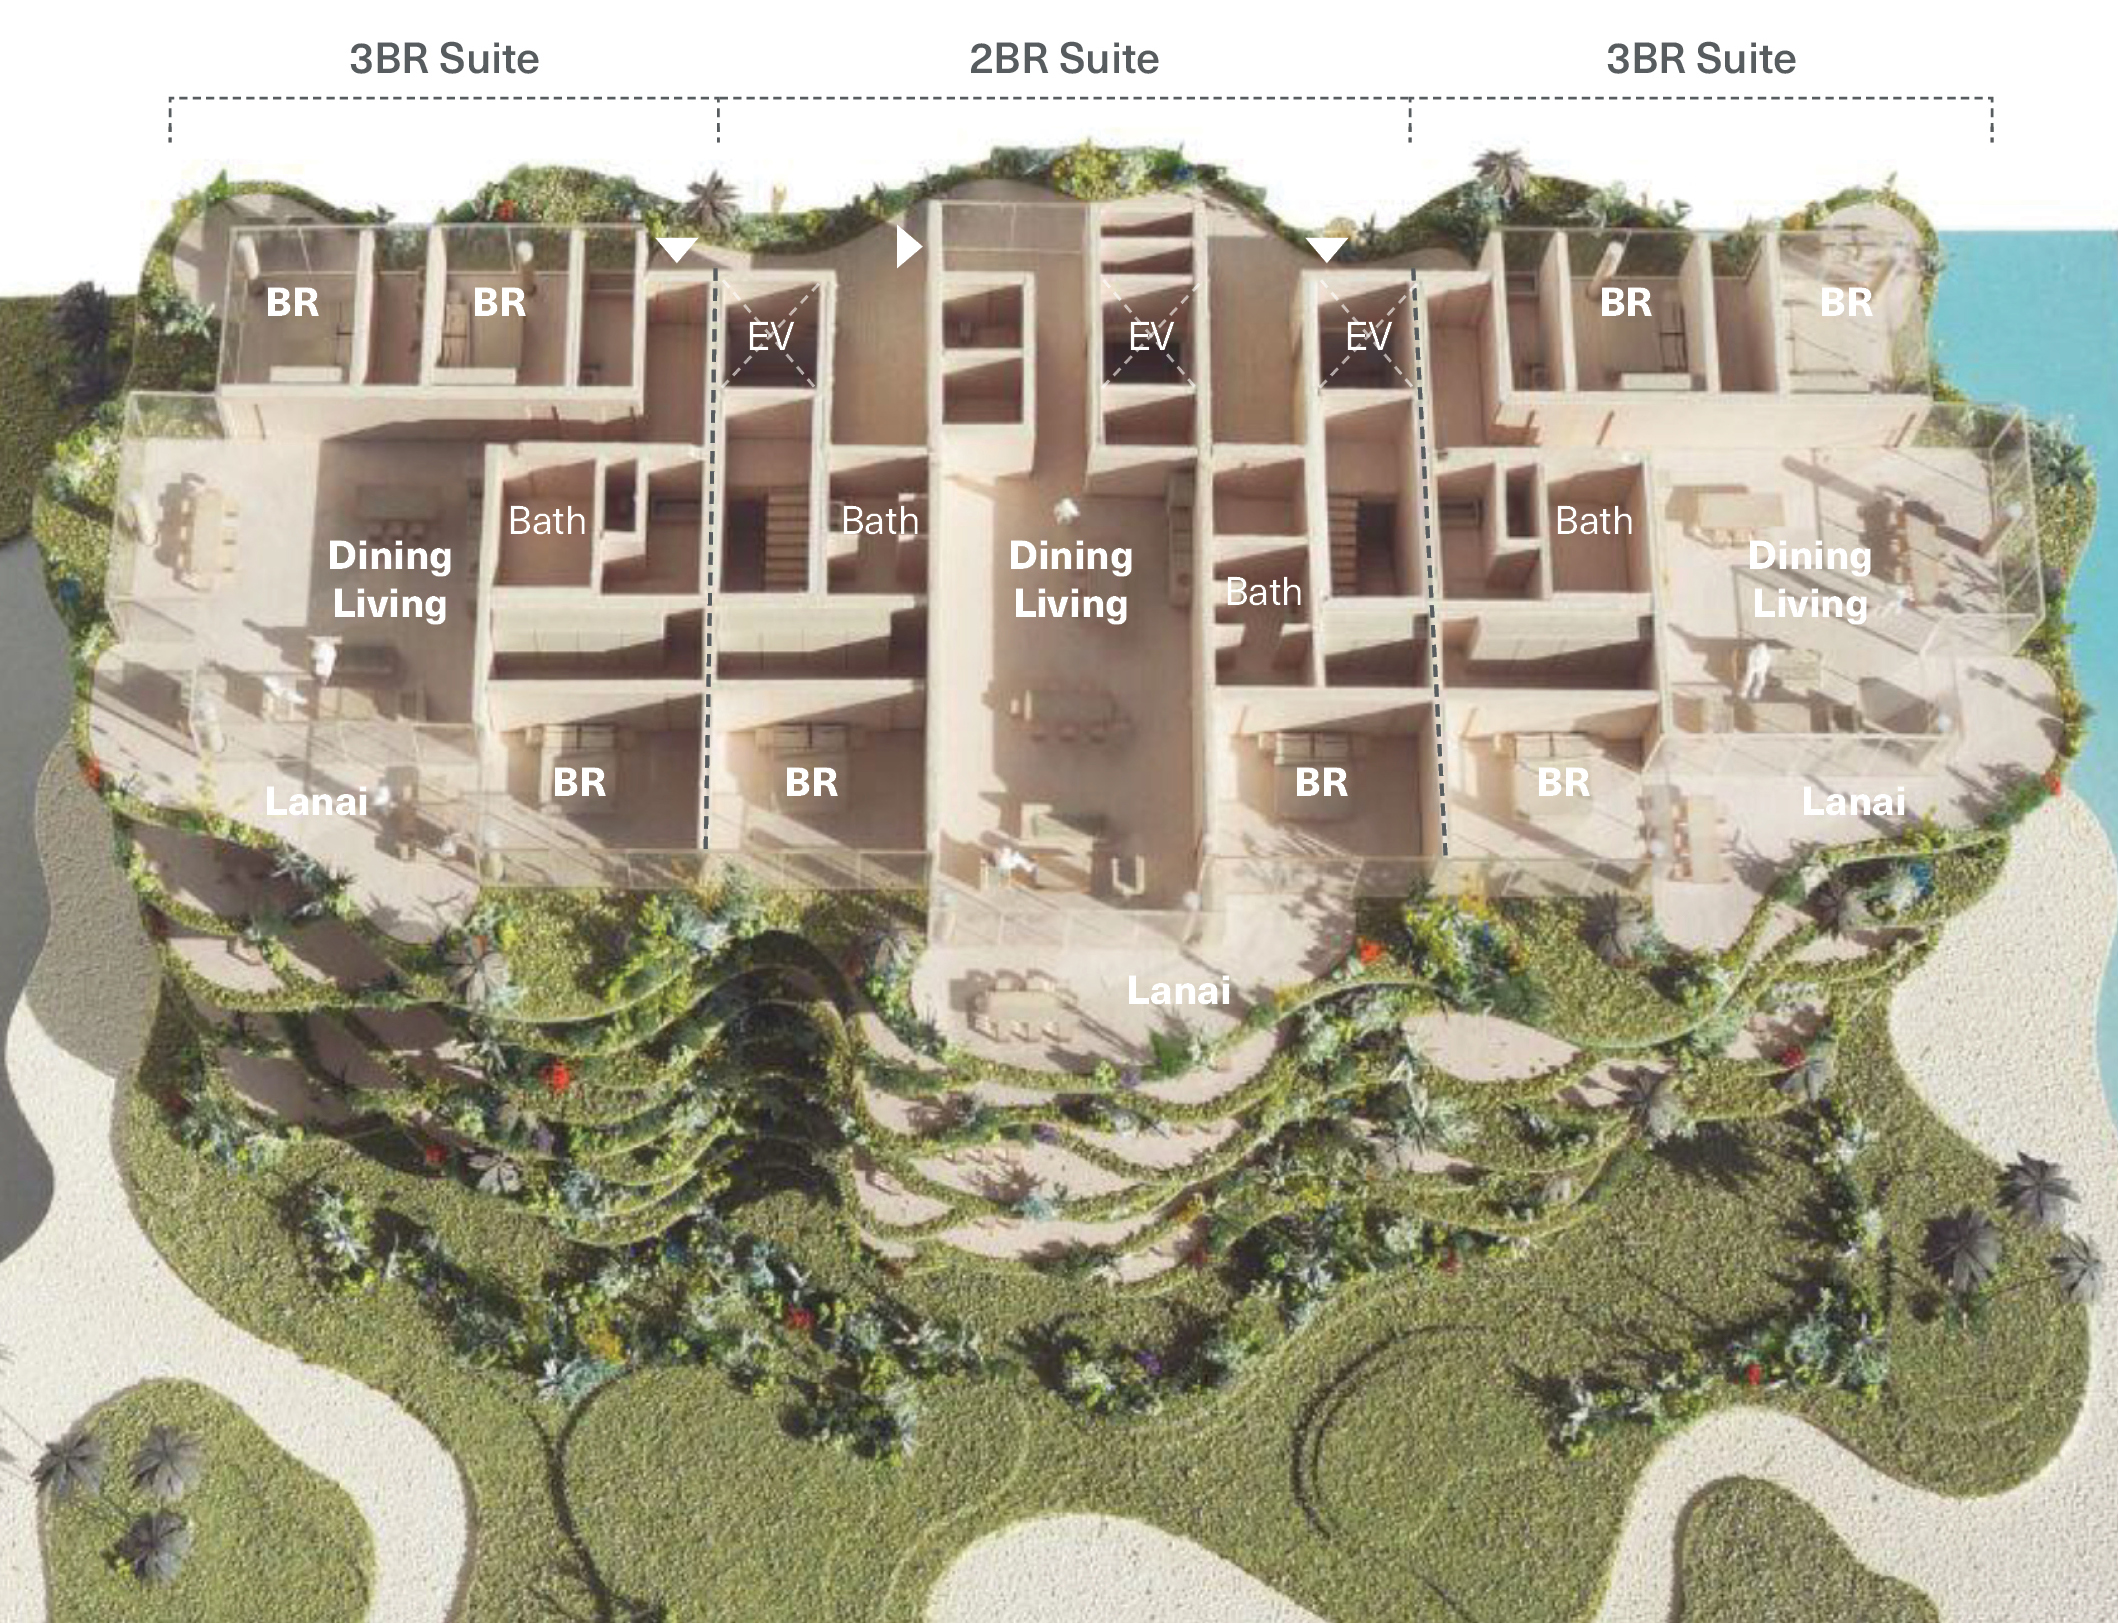 3BR Suite
2BR Suite
3BR Suite
BR
BR
EV
EV
EV
BR
BR
Bath
Bath
Bath
Bath
Dining
Living
Dining
Living
Dining
Living
BR
BR
BR
BR
Lanai
Lanai
Lanai